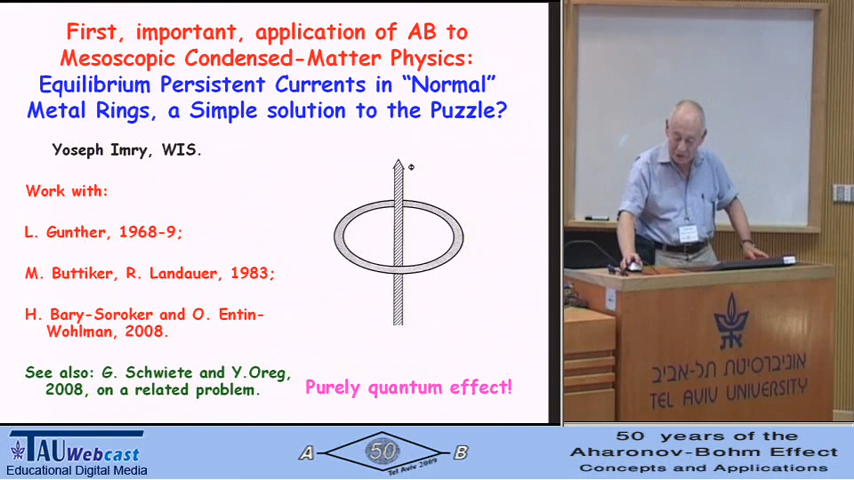 First, important, application of AB to
Mesoscopic Condensed-Matter Physics:
Equilibrium Persistent Currents in “Normal”
Metal Rings, a Simple solution to the Puzzle?
Yoseph Imry, WIS.
Work with:
L. Gunther, 1968-9;
M. Buttiker, R. Landauer, 1983;
H. Bary-Soroker and O. Entin-
Wohlman, 2008.
See also: G. Schwiete and Y.Oreg,
2008, on a related problem.
Φ
Purely quantum effect!
אוניברסיטת תל-אביב
TEL AVIV UNIVERSITY
TAU Webcast
Educational Digital Media
A 50 B
Tel Aviv 2009
50 years of the
Aharonov-Bohm Effect
Concepts and Applications